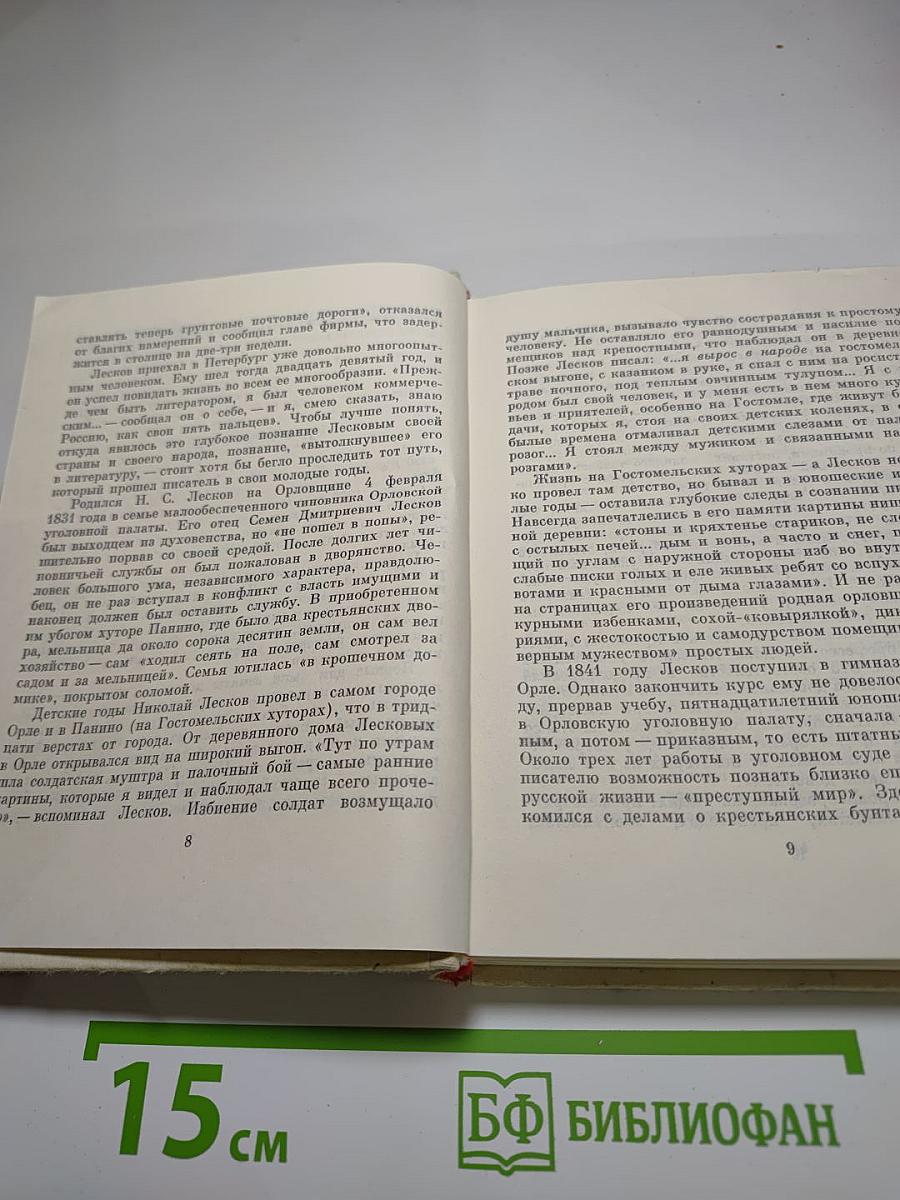 ставлять теперь грунтовые почтовые дороги», отказался
от благих намерений и сообщил главе фирмы, что задер-
жится в столице на две-три недели.
Лесков приехал в Петербург уже довольно многоопыт-
ным человеком. Ему шел тогда двадцать девятый год, и
он успел повидать жизнь во всем ее многообразии. «Преж-
де чем быть литератором, я был человеком коммерче-
ским... — сообщал он о себе, — и я, смею сказать, знаю
Россию, как свои пять пальцев». Чтобы лучше понять,
откуда явилось это глубокое познание Лесковым своей
страны и своего народа, познание, «вытолкнувшее» его
в литературу, — стоит хотя бы бегло проследить тот путь,
который прошел писатель в свои молодые годы.
Родился Н. С. Лесков на Орловщине 4 февраля
1831 года в семье малообеспеченного чиновника Орловской
уголовной палаты. Его отец Семен Дмитриевич Лесков
был выходцем из духовенства, но «не пошел в попы», ре-
шительно порвав со своей средой. После долгих лет чи-
новничьей службы он был пожалован в дворянство. Че-
ловек большого ума, независимого характера, правдолю-
бец, он не раз вступал в конфликт с власть имущими и
наконец должен был оставить службу. В приобретенном
им убогом хуторе Панино, где было два крестьянских дво-
ра, мельница да около сорока десятин земли, он сам вел
хозяйство — сам «ходил сеять на поле, сам смотрел за
садом и за мельницей». Семья ютилась «в крошечном до-
мике», покрытом соломой.
Детские годы Николай Лесков провел в самом городе
Орле и в Панино (на Гостомельских хуторах), что в трид-
цати верстах от города. От деревянного дома Лесковых
в Орле открывался вид на широкий выгон. «Тут по утрам
шла солдатская муштра и палочный бой — самые ранние
картины, которые я видел и наблюдал чаще всего проче-
го», — вспоминал Лесков. Избиение солдат возмущало
8
душу мальчика, вызывало чувство сострадания к простому
человеку. Не оставляло его равнодушным и насилие по-
мещиков над крепостными, что наблюдал он в деревне
Позже Лесков писал: «...я вырос в народе на гостомел
ском выгоне, с казанком в руке, я спал с ним на росист
траве ночного, под теплым овчинным тулупом... Я с
родом был свой человек, и у меня есть в нем много ку
вьев и приятелей, особенно на Гостомле, где живут б
дачи, которых я, стоя на своих детских коленях, в
былые времена отмаливал детскими слезами от пал
розог... Я стоял между мужиком и связанными на
розгами».
Жизнь на Гостомельских хуторах — а Лесков не
ко провел там детство, но бывал и в юношеские и
лые годы — оставила глубокие следы в сознании пи
Навсегда запечатлелись в его памяти картины нищ
ной деревни: «стоны и кряхтенье стариков, не сле
с остылых печей... дым и вонь, а часто и снег, п
щий по углам с наружной стороны изб во внут
слабые писки голых и еле живых ребят со вспух
вотами и красными от дыма глазами». И не ра
на страницах его произведений родная орловщ
курными избенками, сохой-«ковырялкой», дик
риями, с жестокостью и самодурством помещик
верным мужеством» простых людей.
В 1841 году Лесков поступил в гимназ
Орле. Однако закончить курс ему не довелос
ду, прервав учебу, пятнадцатилетний юноша
в Орловскую уголовную палату, сначала
ным, а потом — приказным, то есть штатны
Около трех лет работы в уголовном суде
писателю возможность познать близко ещ
русской жизни — «преступный мир». Зде
комился с делами о крестьянских бунта
9
15 см
БФ БИБЛИОФАН